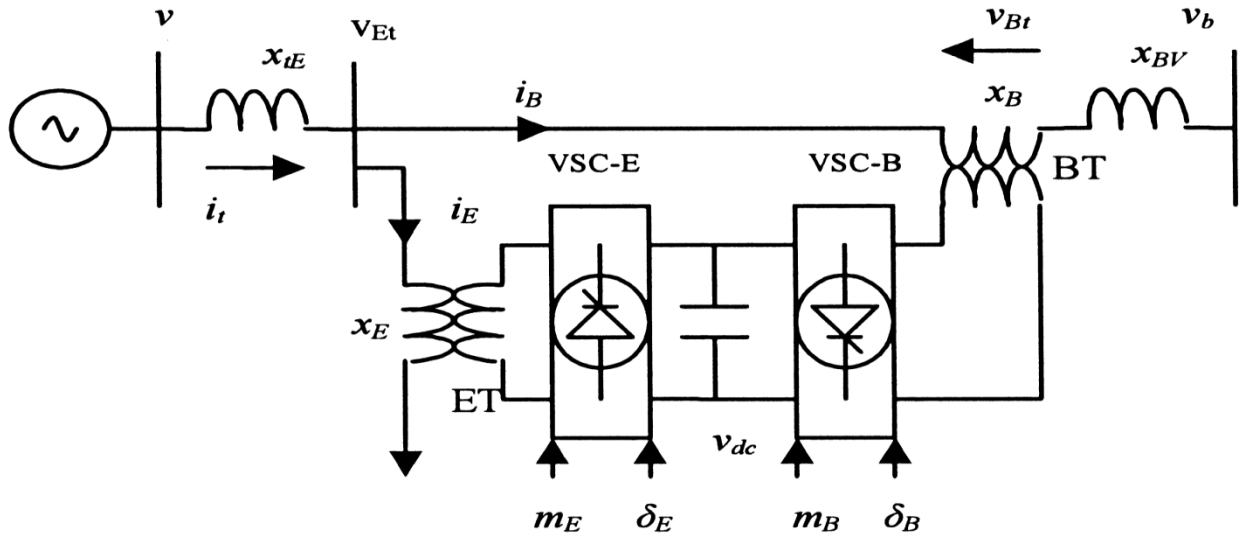 v
x_tE
v_Et
v_Bt
v_b
x_BV
i_B
x_B
i_t
VSC-E
VSC-B
BT
i_E
x_E
ET
v_dc
m_E
δ_E
m_B
δ_B